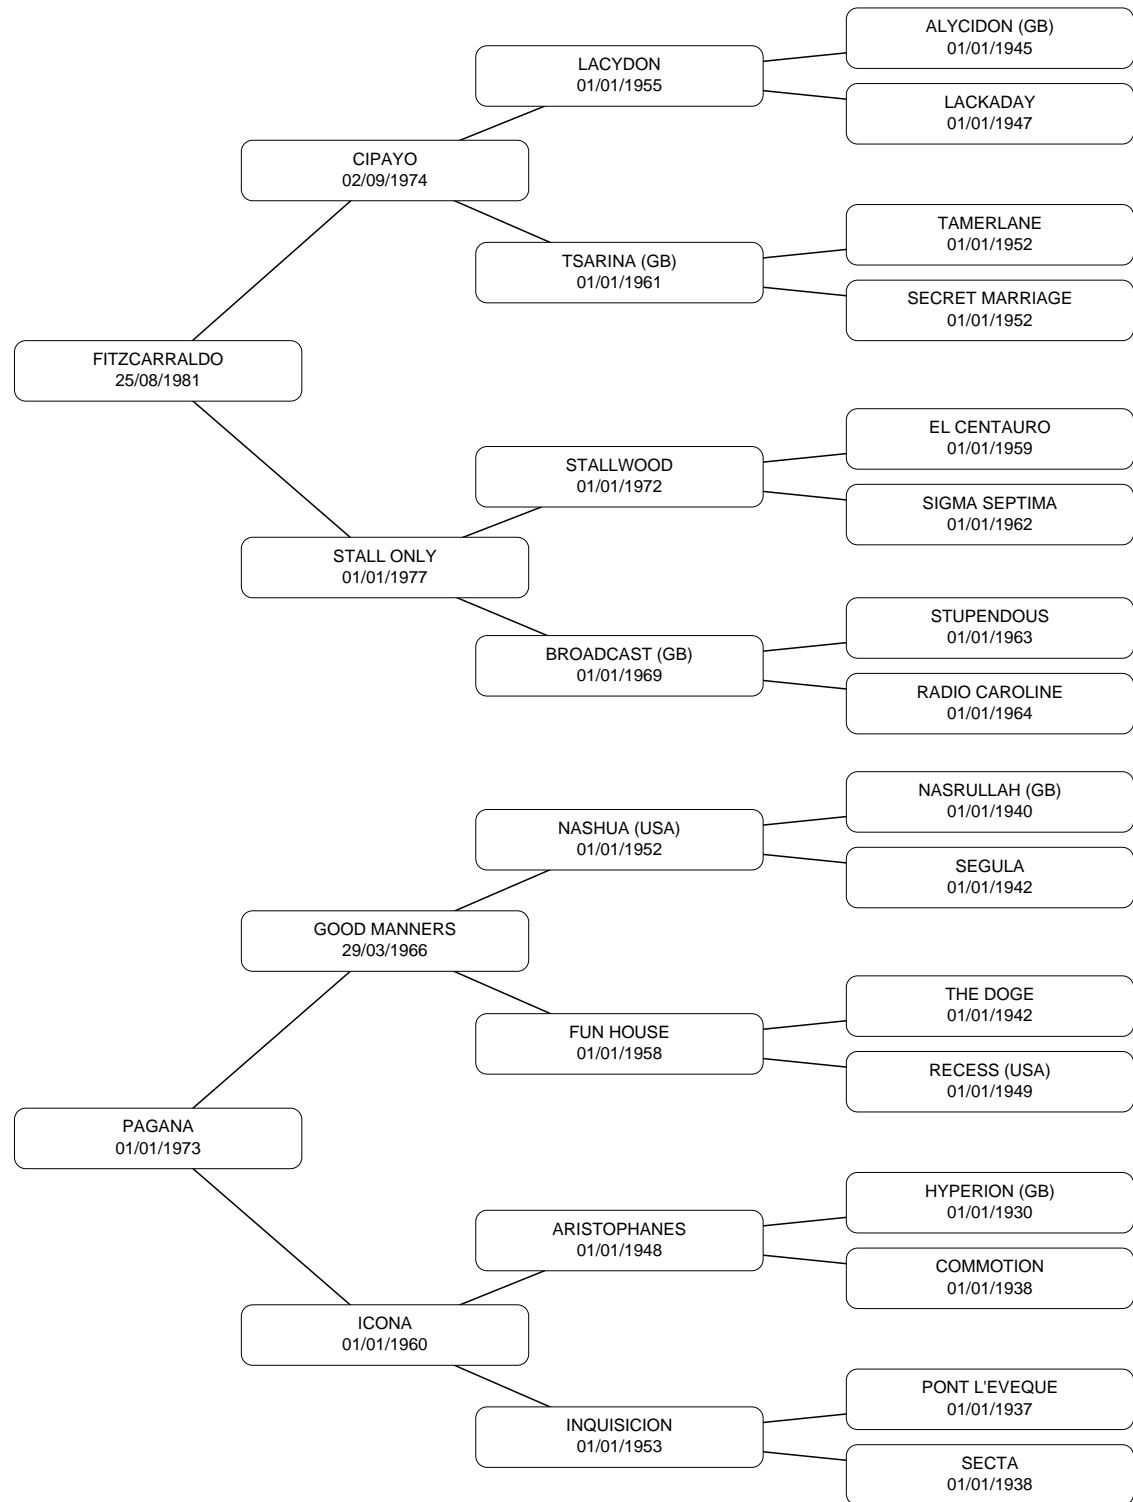 ALYCIDON (GB)
01/01/1945
LACYDON
01/01/1955
LACKADAY
01/01/1947
CIPAYO
02/09/1974
TAMERLANE
01/01/1952
TSARINA (GB)
01/01/1961
SECRET MARRIAGE
01/01/1952
FITZCARRALDO
25/08/1981
EL CENTAURO
01/01/1959
STALLWOOD
01/01/1972
SIGMA SEPTIMA
01/01/1962
STALL ONLY
01/01/1977
STUPENDOUS
01/01/1963
BROADCAST (GB)
01/01/1969
RADIO CAROLINE
01/01/1964
NASRULLAH (GB)
01/01/1940
NASHUA (USA)
01/01/1952
SEGULA
01/01/1942
GOOD MANNERS
29/03/1966
THE DOGE
01/01/1942
FUN HOUSE
01/01/1958
RECESS (USA)
01/01/1949
PAGANA
01/01/1973
HYPERION (GB)
01/01/1930
ARISTOPHANES
01/01/1948
COMMOTION
01/01/1938
ICONA
01/01/1960
PONT L'EVEQUE
01/01/1937
INQUISICION
01/01/1953
SECTA
01/01/1938